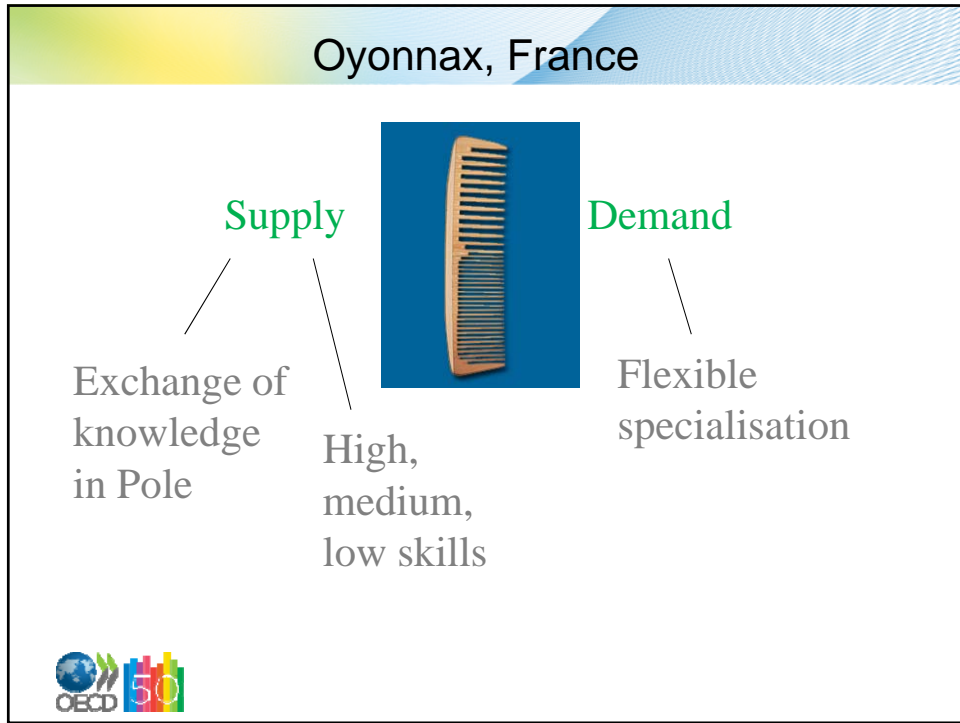 Oyonnax, France
Supply
Demand
Exchange of
knowledge
in Pole
High,
medium,
low skills
Flexible
specialisation
OECD
50